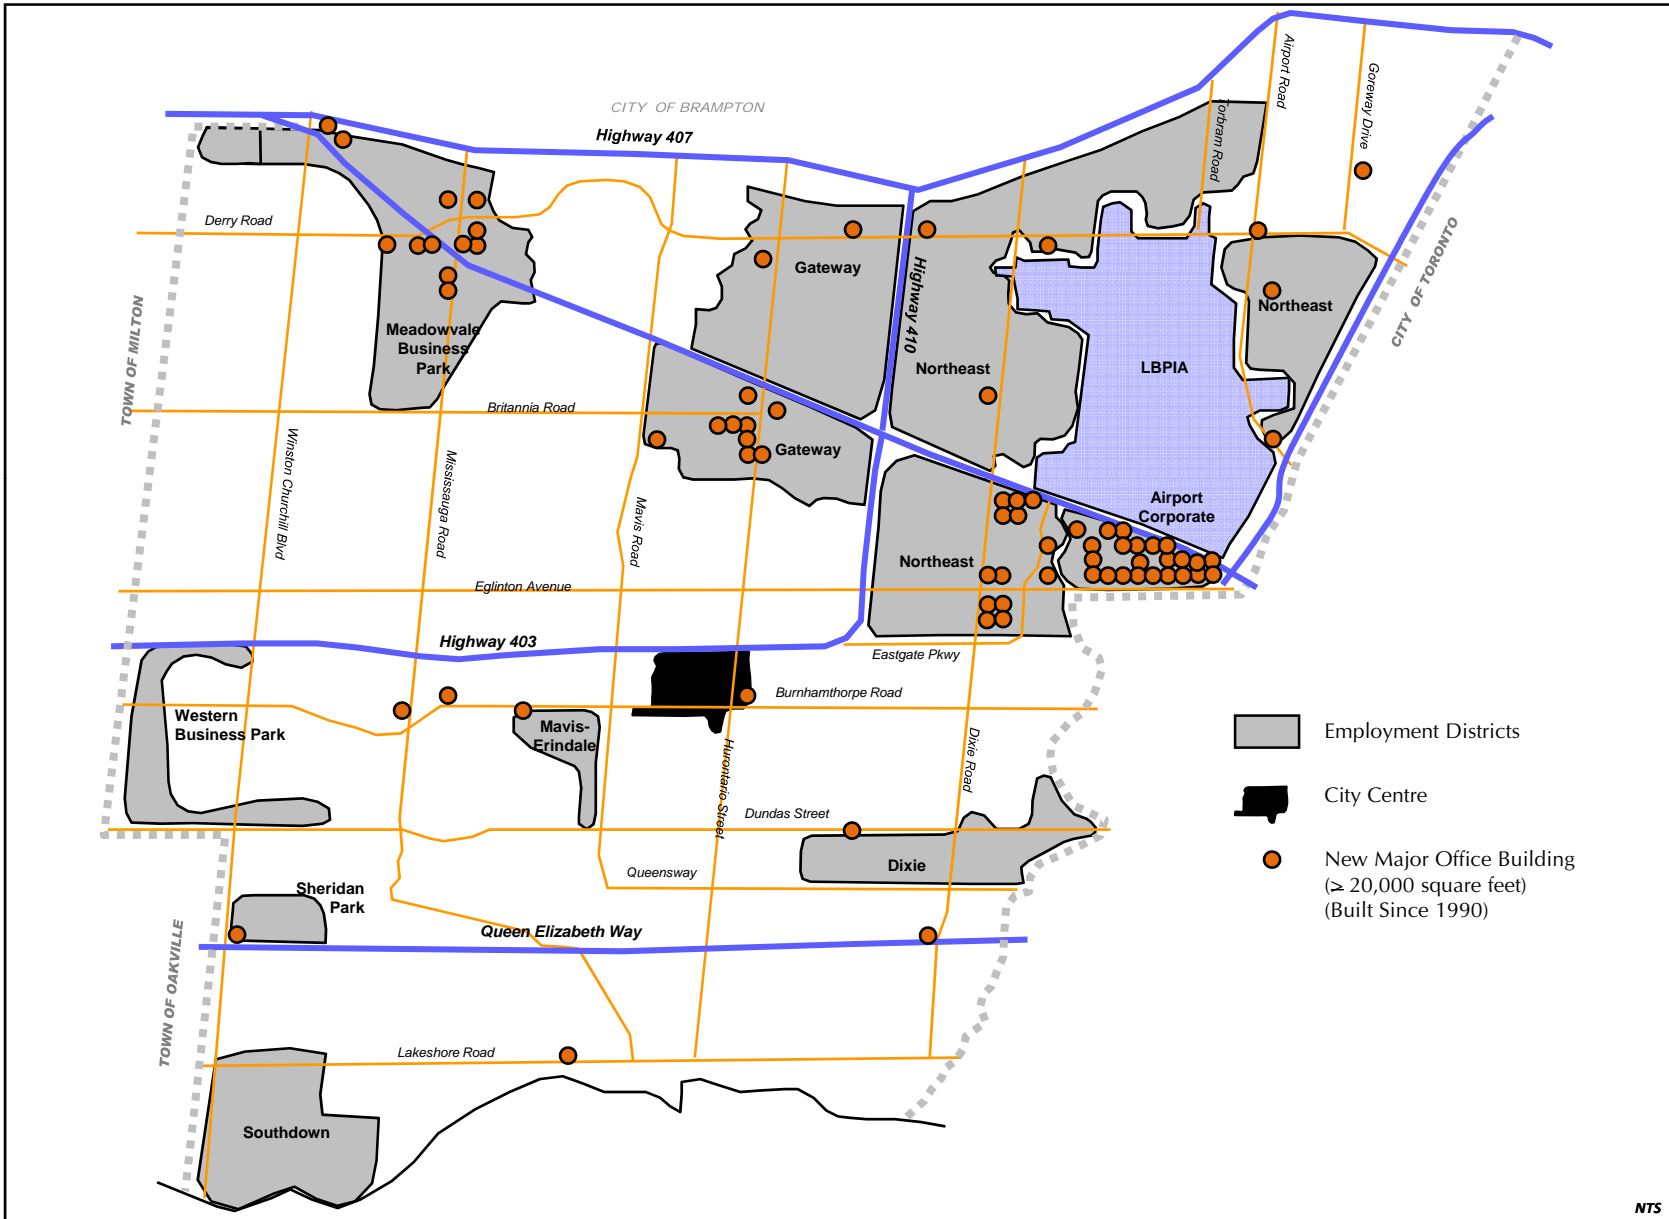 CITY OF BRAMPTON
Highway 407
Airport Road
Goreway Drive
Torbram Road
Derry Road
Gateway
Highway 410
CITY OF TORONTO
Northeast
TOWN OF MILTON
Meadowvale
Business
Park
Northeast
LBPIA
Britannia Road
Winston Churchill Blvd
Mississauga Road
Gateway
Mavis Road
Airport
Corporate
Northeast
Eglinton Avenue
Highway 403
Eastgate Pkwy
Burnhamthorpe Road
Western
Business Park
Mavis-
Erindale
Hurontario Street
Dixie Road
Employment Districts
City Centre
Dundas Street
New Major Office Building
(≥ 20,000 square feet)
(Built Since 1990)
Queensway
Dixie
Sheridan
Park
Queen Elizabeth Way
TOWN OF OAKVILLE
Lakeshore Road
Southdown
NTS